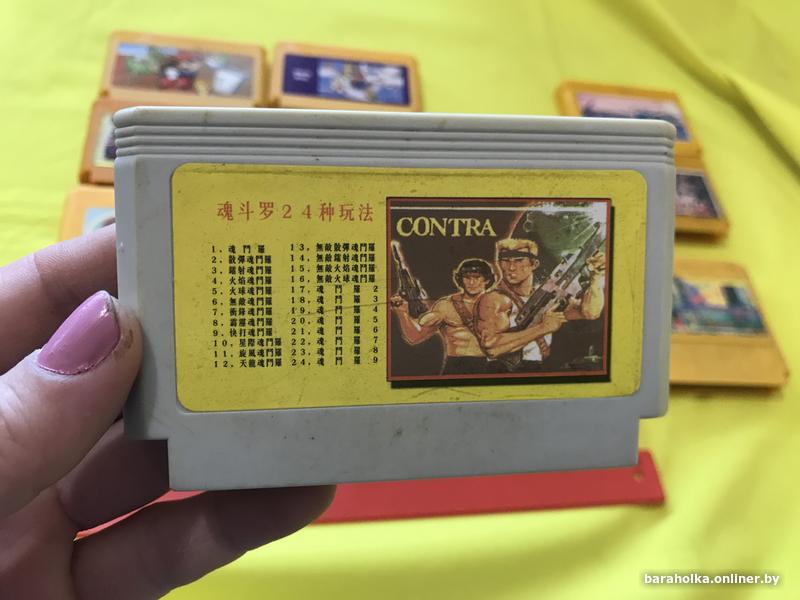 魂斗罗24种玩法
CONTRA
1, 魂 鬥 羅
2, 散彈魂鬥羅
3, 鐳射魂鬥羅
4, 火焰魂鬥羅
5, 火球魂鬥羅
6, 無敵魂鬥羅
7, 衝鋒魂鬥羅
8, 霹靂魂鬥羅
9, 快打魂鬥羅
10, 星際魂鬥羅
11, 旋風魂鬥羅
12, 天龍魂鬥羅
13, 無敵散彈魂鬥羅
14, 無敵鐳射魂鬥羅
15, 無敵火焰魂鬥羅
16, 無敵火球魂鬥羅
17, 魂 鬥 羅 2
18, 魂 鬥 羅 3
19, 魂 鬥 羅 4
20, 魂 鬥 羅 5
21, 魂 鬥 羅 6
22, 魂 鬥 羅 7
23, 魂 鬥 羅 8
24, 魂 鬥 羅 9
baraholka.onliner.by